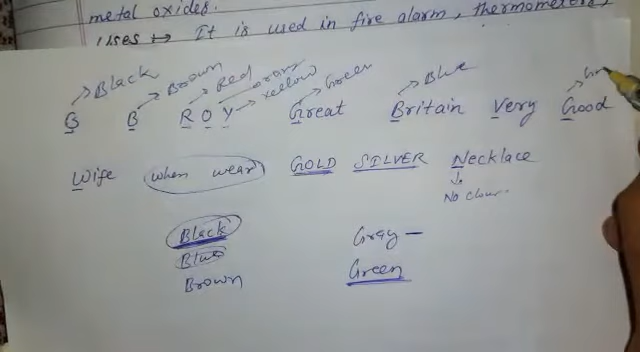 metal oxides.
uses ↔ It is used in fire alarm, thermometers,
Black Brown Red orange Yellow Green Blue
B B R O Y Great Britain Very Good
Wife when wear GOLD SILVER Necklace
No
Black Gray —
Blue Green
Brown